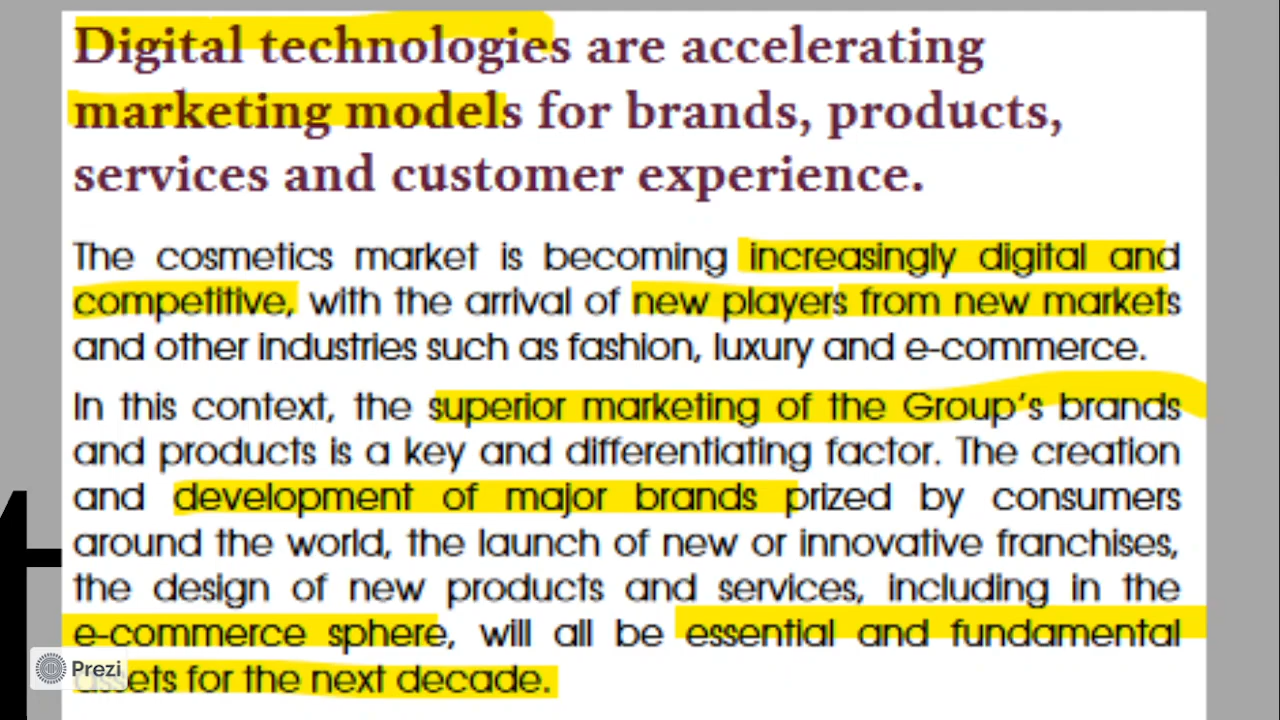 Digital technologies are accelerating
marketing models for brands, products,
services and customer experience.
The cosmetics market is becoming increasingly digital and
competitive, with the arrival of new players from new markets
and other industries such as fashion, luxury and e-commerce.
In this context, the superior marketing of the Group's brands
and products is a key and differentiating factor. The creation
and development of major brands prized by consumers
around the world, the launch of new or innovative franchises,
the design of new products and services, including in the
e-commerce sphere, will all be essential and fundamental
assets for the next decade.
Prezi